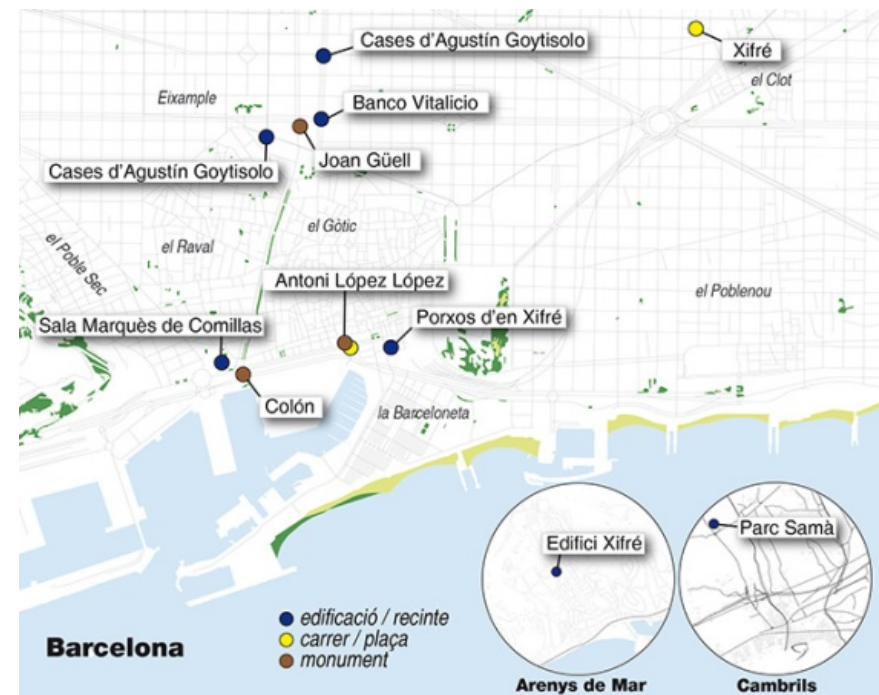 Cases d'Agustín Goytisolo
Xifré
el Clot
Eixample
Banco Vitalicio
Joan Güell
Cases d'Agustín Goytisolo
el Gòtic
el Raval
el Poble Sec
Antoni López López
el Poblenou
Porxos d'en Xifré
Sala Marquès de Comillas
Colón
la Barceloneta
Edifici Xifré
Parc Samà
edificació / recinte
carrer / plaça
monument
Barcelona
Arenys de Mar
Cambrils